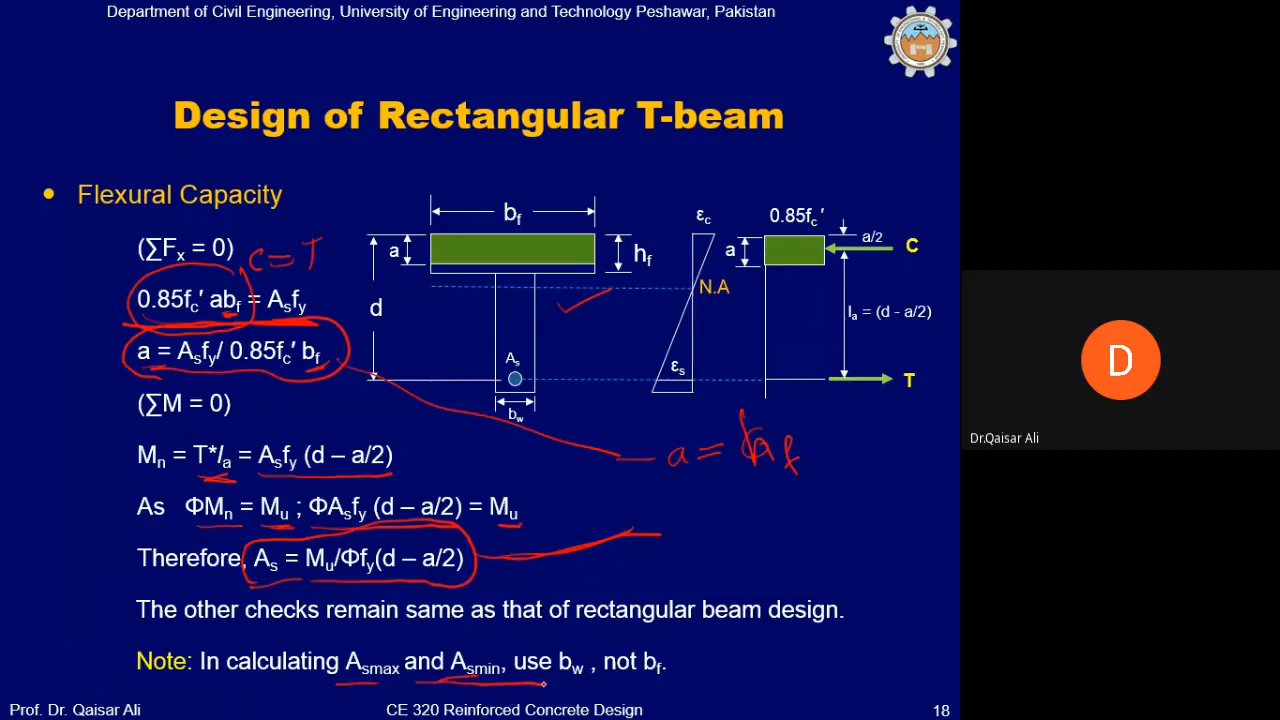 Department of Civil Engineering, University of Engineering and Technology Peshawar, Pakistan
Design of Rectangular T-beam
• Flexural Capacity
(∑Fx = 0)
C = T
0.85fc′ abf = Asfy
a = Asfy/ 0.85fc′ bf
(∑M = 0)
Mn = T*la = Asfy (d – a/2)
As ΦMn = Mu ; ΦAsfy (d – a/2) = Mu
Therefore, As = Mu/Φfy(d – a/2)
The other checks remain same as that of rectangular beam design.
Note: In calculating Asmax and Asmin, use bw , not bf.
bf
a
hf
d
As
bw
εc
N.A
εs
0.85fc′
a/2
C
a
la = (d - a/2)
T
a =
D
Dr.Qaisar Ali
Prof. Dr. Qaisar Ali
CE 320 Reinforced Concrete Design
18